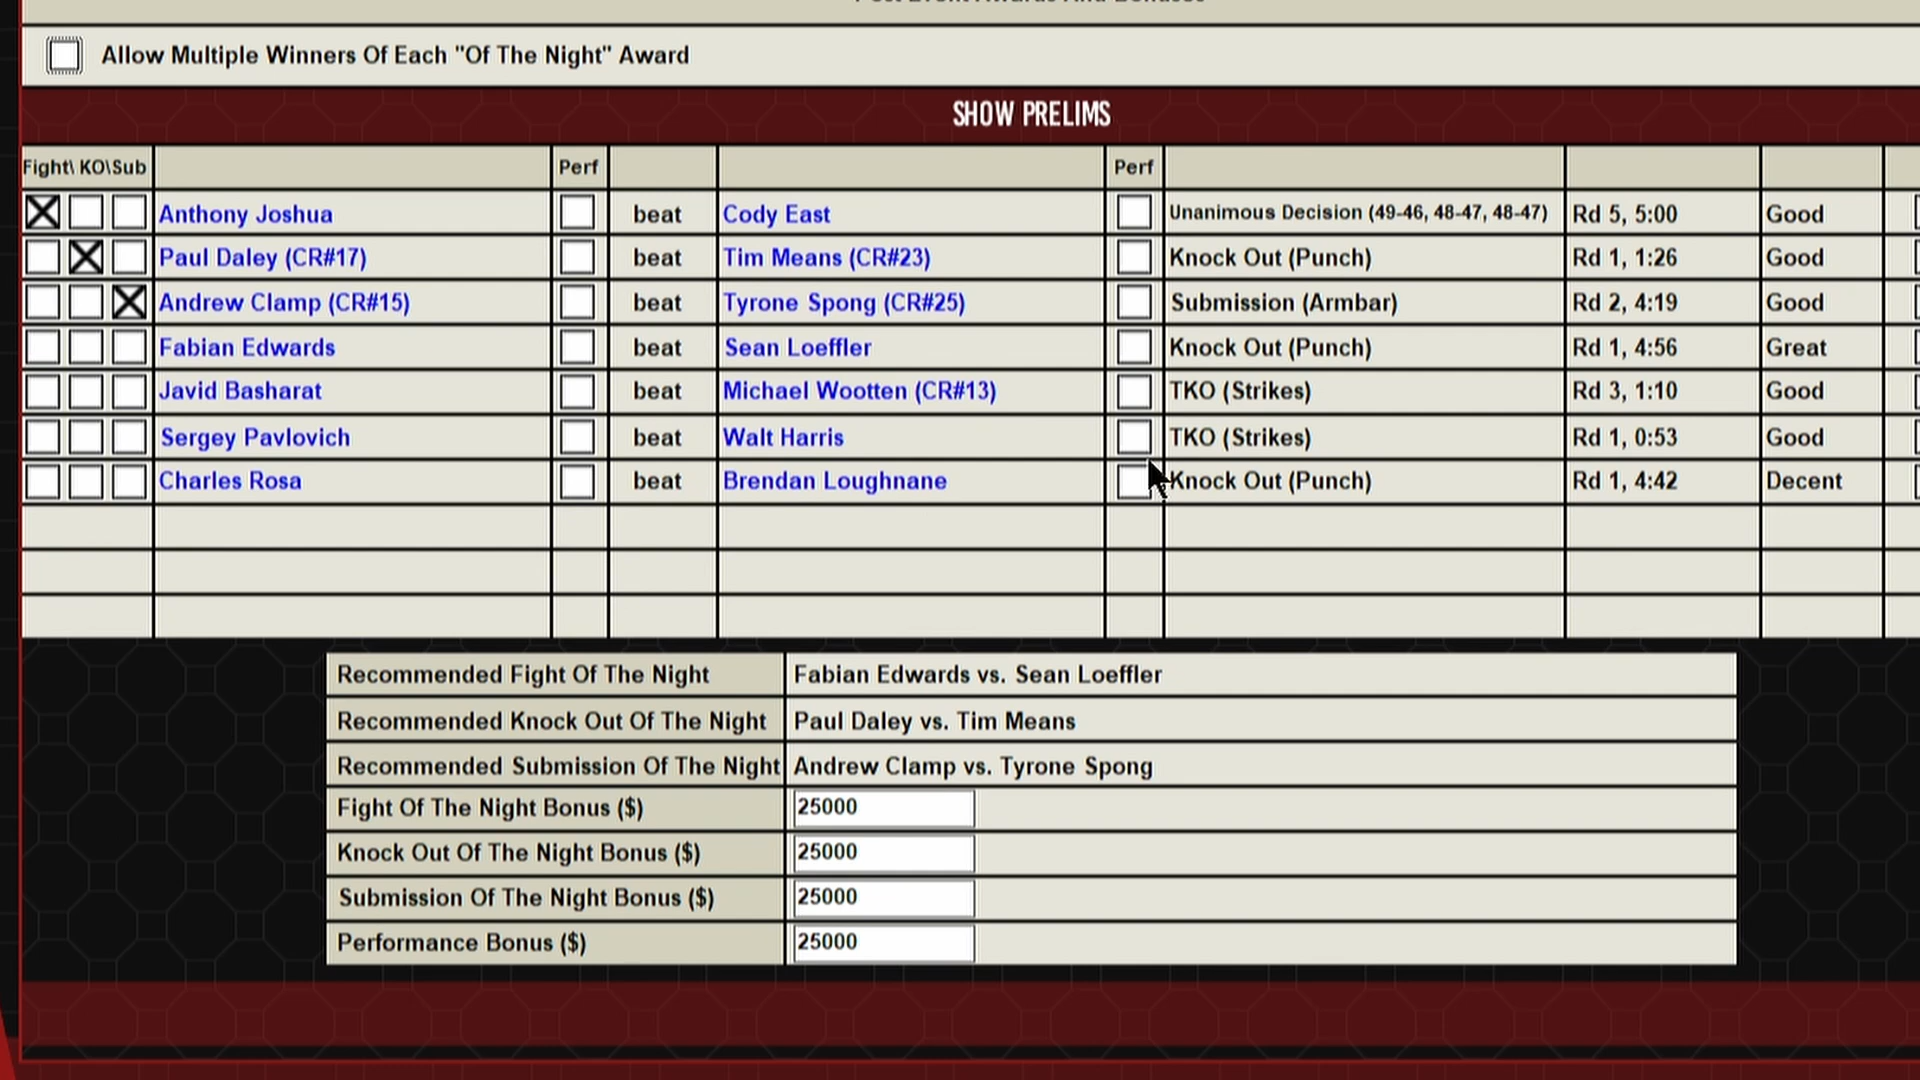 Allow Multiple Winners Of Each "Of The Night" Award
SHOW PRELIMS
Fight\ KO\Sub Perf Perf
Anthony Joshua beat Cody East Unanimous Decision (49-46, 48-47, 48-47) Rd 5, 5:00 Good
Paul Daley (CR#17) beat Tim Means (CR#23) Knock Out (Punch) Rd 1, 1:26 Good
Andrew Clamp (CR#15) beat Tyrone Spong (CR#25) Submission (Armbar) Rd 2, 4:19 Good
Fabian Edwards beat Sean Loeffler Knock Out (Punch) Rd 1, 4:56 Great
Javid Basharat beat Michael Wootten (CR#13) TKO (Strikes) Rd 3, 1:10 Good
Sergey Pavlovich beat Walt Harris TKO (Strikes) Rd 1, 0:53 Good
Charles Rosa beat Brendan Loughnane Knock Out (Punch) Rd 1, 4:42 Decent
Recommended Fight Of The Night Fabian Edwards vs. Sean Loeffler
Recommended Knock Out Of The Night Paul Daley vs. Tim Means
Recommended Submission Of The Night Andrew Clamp vs. Tyrone Spong
Fight Of The Night Bonus ($) 25000
Knock Out Of The Night Bonus ($) 25000
Submission Of The Night Bonus ($) 25000
Performance Bonus ($) 25000